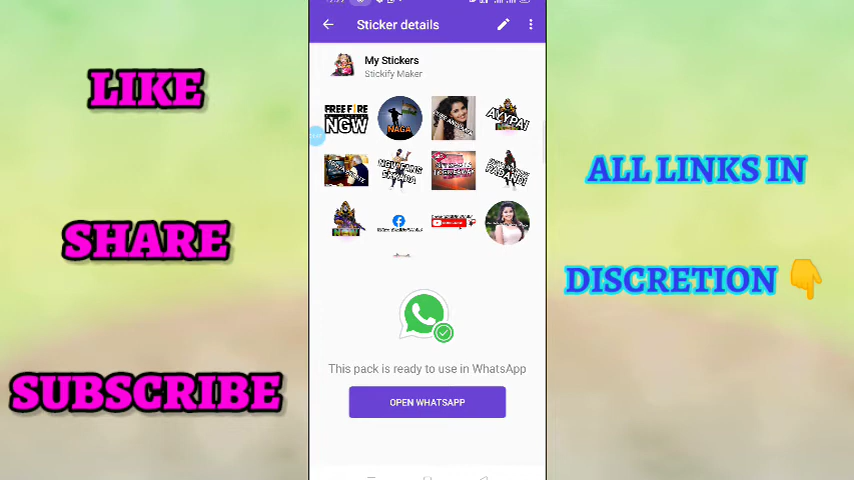 LIKE
SHARE
SUBSCRIBE
Sticker details
My Stickers
Stickify Maker
FREE FIRE
NGW
NAGA
This pack is ready to use in WhatsApp
OPEN WHATSAPP
ALL LINKS IN
DISCRETION 👇